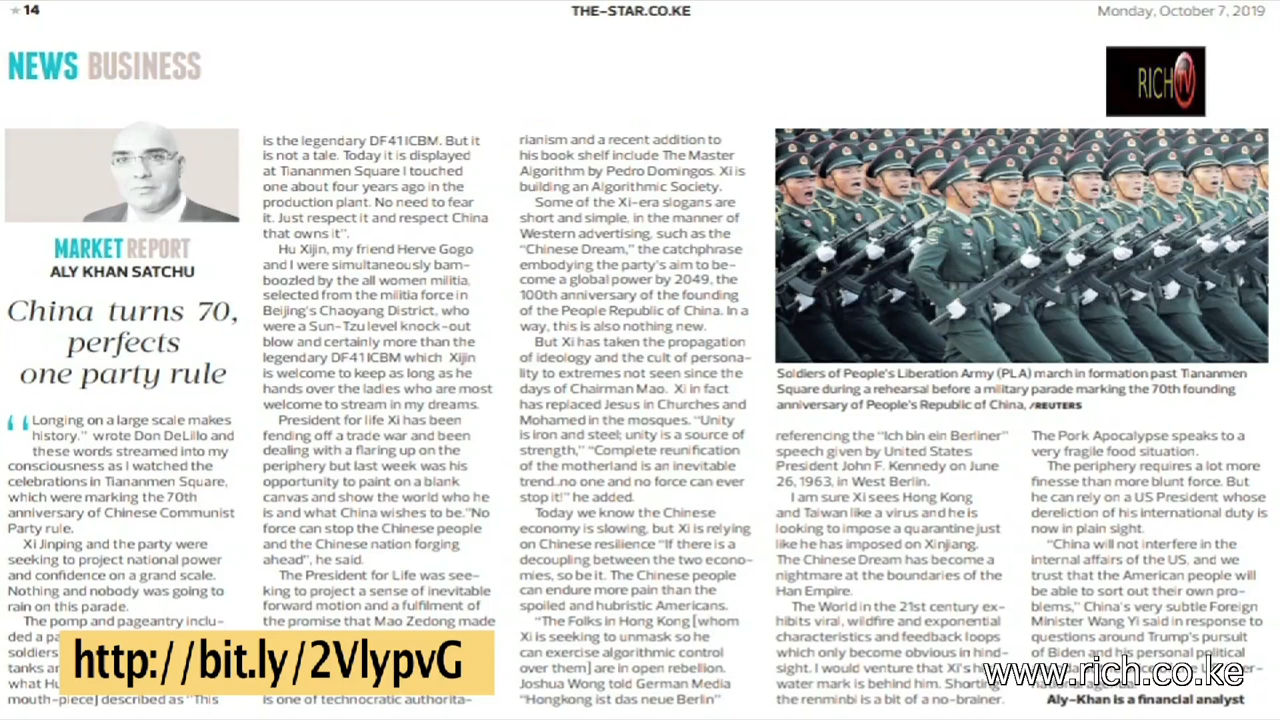 ★14
THE-STAR.CO.KE
Monday, October 7, 2019
NEWS BUSINESS
RICH TV
MARKET REPORT
ALY KHAN SATCHU
China turns 70,
perfects
one party rule
“Longing on a large scale makes
history.” wrote Don DeLillo and
these words streamed into my
consciousness as I watched the
celebrations in Tiananmen Square,
which were marking the 70th
anniversary of Chinese Communist
Party rule.
Xi Jinping and the party were
seeking to project national power
and confidence on a grand scale.
Nothing and nobody was going to
rain on this parade.
The pomp and pageantry inclu-
ded a pa
soldiers
tanks an
what Hu
mouth-piece] described as “This
is the legendary DF41 ICBM. But it
is not a tale. Today it is displayed
at Tiananmen Square I touched
one about four years ago in the
production plant. No need to fear
it. Just respect it and respect China
that owns it”.
Hu Xijin, my friend Herve Gogo
and I were simultaneously bam-
boozled by the all women militia,
selected from the militia force in
Beijing's Chaoyang District, who
were a Sun-Tzu level knock-out
blow and certainly more than the
legendary DF41 ICBM which Xijin
is welcome to keep as long as he
hands over the ladies who are most
welcome to stream in my dreams.
President for life Xi has been
fending off a trade war and been
dealing with a flaring up on the
periphery but last week was his
opportunity to paint on a blank
canvas and show the world who he
is and what China wishes to be.”No
force can stop the Chinese people
and the Chinese nation forging
ahead”, he said.
The President for Life was see-
king to project a sense of inevitable
forward motion and a fulfilment of
the promise that Mao Zedong made
is one of technocratic authorita-
rianism and a recent addition to
his book shelf include The Master
Algorithm by Pedro Domingos. Xi is
building an Algorithmic Society.
Some of the Xi-era slogans are
short and simple, in the manner of
Western advertising, such as the
“Chinese Dream,” the catchphrase
embodying the party's aim to be-
come a global power by 2049, the
100th anniversary of the founding
of the People Republic of China. In a
way, this is also nothing new.
But Xi has taken the propagation
of ideology and the cult of persona-
lity to extremes not seen since the
days of Chairman Mao. Xi in fact
has replaced Jesus in Churches and
Mohamed in the mosques. “Unity
is iron and steel; unity is a source of
strength,” “Complete reunification
of the motherland is an inevitable
trend..no one and no force can ever
stop it!” he added.
Today we know the Chinese
economy is slowing, but Xi is relying
on Chinese resilience “If there is a
decoupling between the two econo-
mies, so be it. The Chinese people
can endure more pain than the
spoiled and hubristic Americans.
“The Folks in Hong Kong [whom
Xi is seeking to unmask so he
can exercise algorithmic control
over them] are in open rebellion.
Joshua Wong told German Media
“Hongkong ist das neue Berlin”
Soldiers of People's Liberation Army (PLA) march in formation past Tiananmen
Square during a rehearsal before a military parade marking the 70th founding
anniversary of People's Republic of China, /REUTERS
referencing the “Ich bin ein Berliner”
speech given by United States
President John F. Kennedy on June
26, 1963, in West Berlin.
I am sure Xi sees Hong Kong
and Taiwan like a virus and he is
looking to impose a quarantine just
like he has imposed on Xinjiang.
The Chinese Dream has become a
nightmare at the boundaries of the
Han Empire.
The World in the 21st century ex-
hibits viral, wildfire and exponential
characteristics and feedback loops
which only become obvious in hind-
sight. I would venture that Xi's h
water mark is behind him. Shorting
the renminbi is a bit of a no-brainer.
The Pork Apocalypse speaks to a
very fragile food situation.
The periphery requires a lot more
finesse than more blunt force. But
he can rely on a US President whose
dereliction of his international duty is
now in plain sight.
“China will not interfere in the
internal affairs of the US, and we
trust that the American people will
be able to sort out their own pro-
blems,” China's very subtle Foreign
Minister Wang Yi said in response to
questions around Trump's pursuit
of Biden and his personal political
Aly-Khan is a financial analyst
http://bit.ly/2VlypvG
www.rich.co.ke